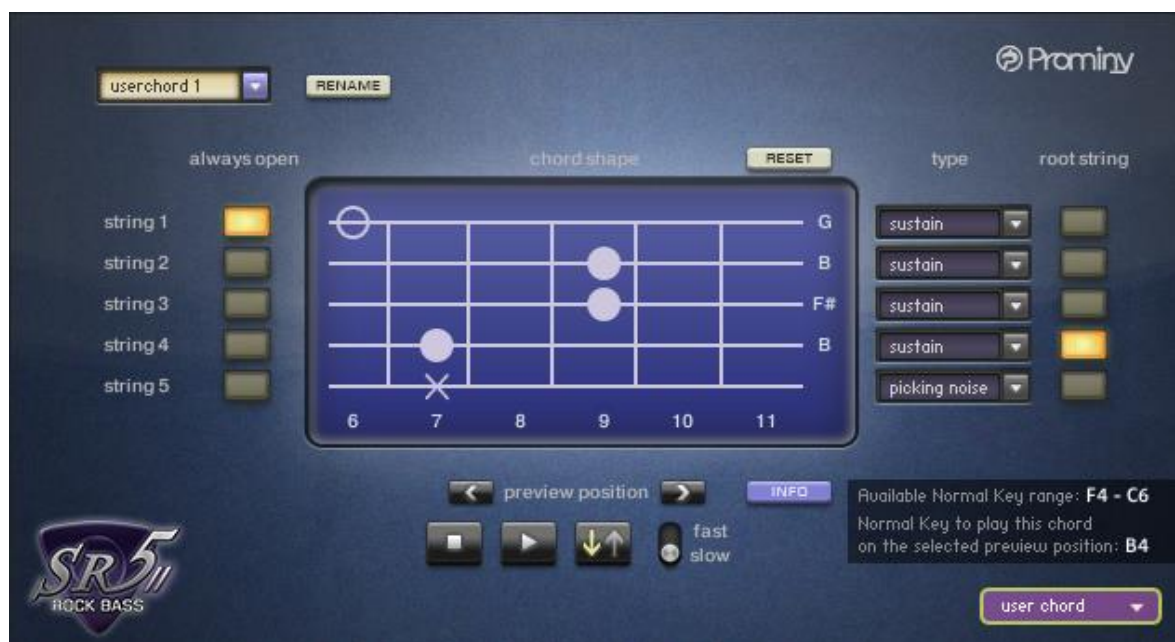 Prominy
userchord 1
RENAME
always open
chord shape
RESET
type
root string
string 1
G
sustain
string 2
B
sustain
string 3
F#
sustain
string 4
B
sustain
string 5
picking noise
6 7 8 9 10 11
preview position
INFO
Available Normal Key range: F4 - C6
Normal Key to play this chord
on the selected preview position: B4
fast
slow
SR5 II
ROCK BASS
user chord